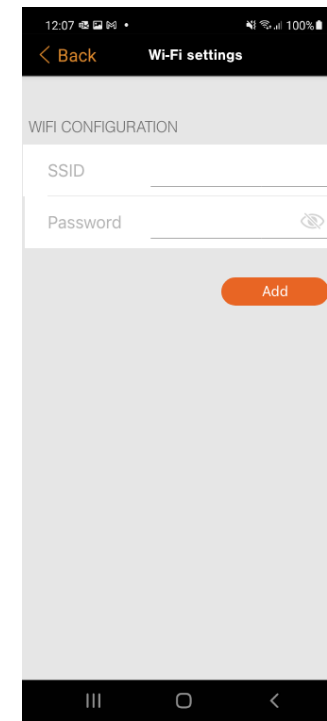 12:07 100%
Back Wi-Fi settings
WIFI CONFIGURATION
SSID
Password
Add